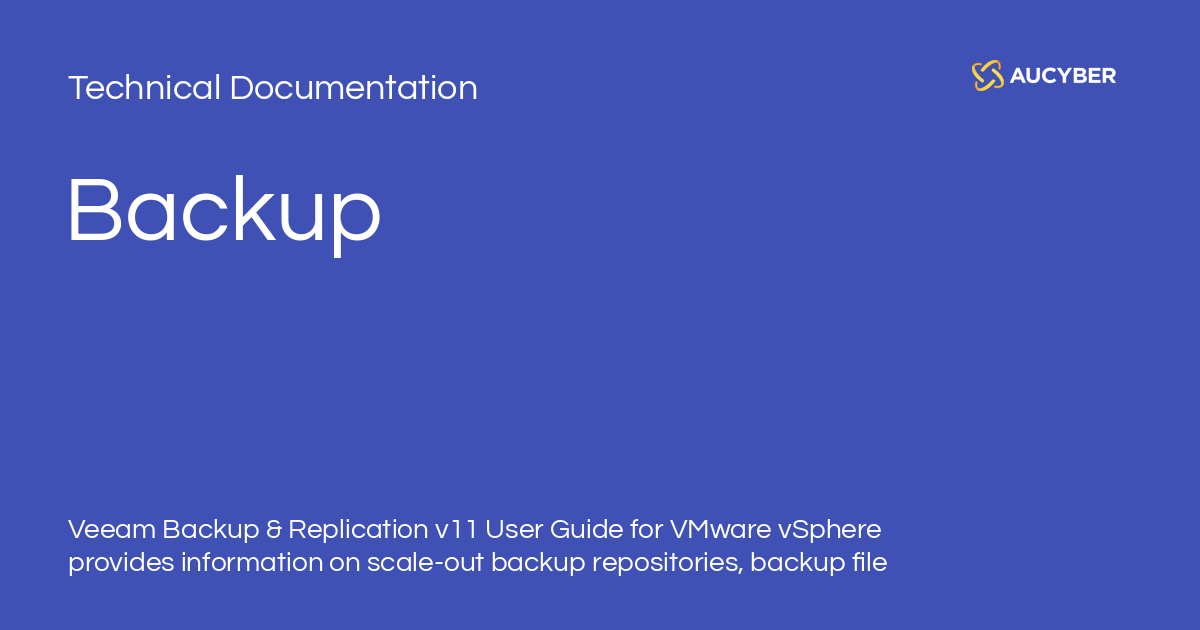 Technical Documentation
AUCYBER
Backup
Veeam Backup & Replication v11 User Guide for VMware vSphere
provides information on scale-out backup repositories, backup file